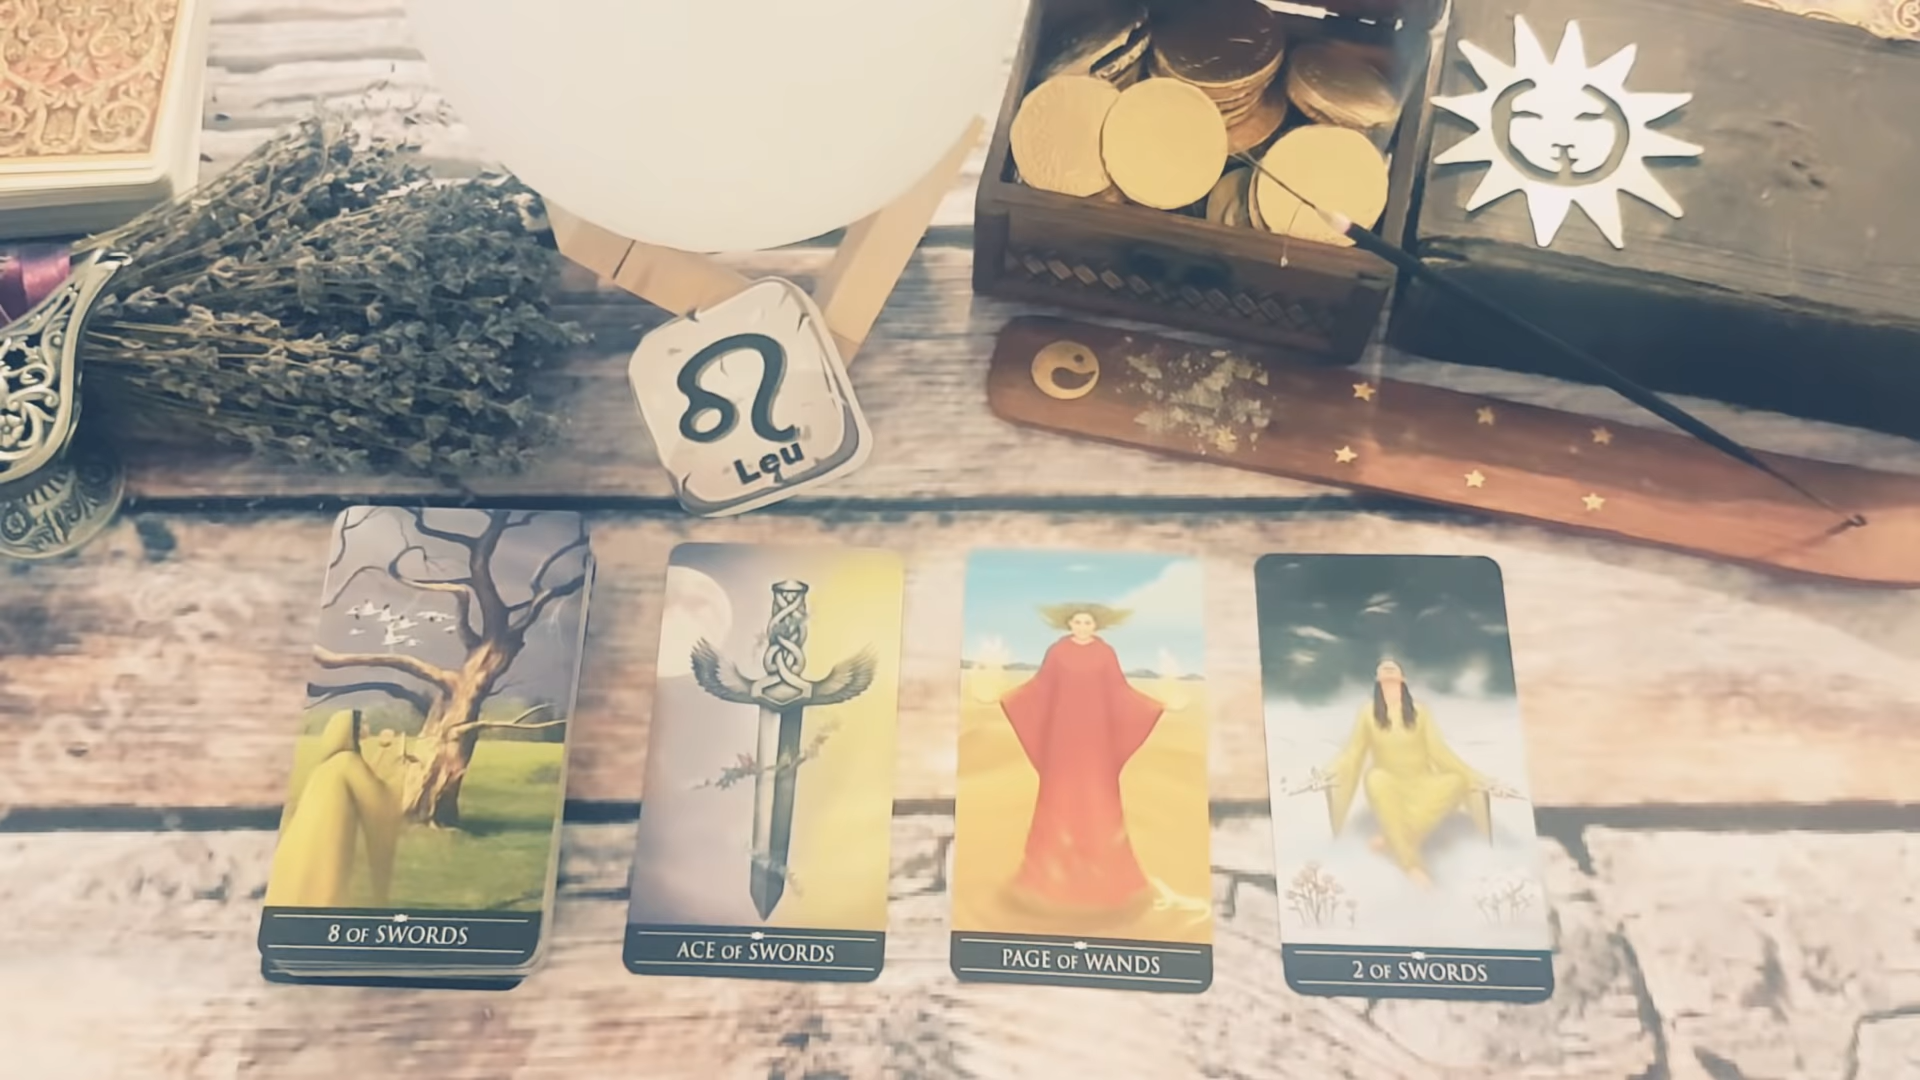 Leu
8 OF SWORDS
ACE OF SWORDS
PAGE OF WANDS
2 OF SWORDS